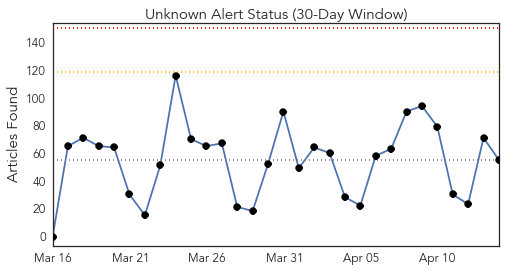 Unknown Alert Status (30-Day Window)
Articles Found
140
120
100
80
60
40
20
0
Mar 16 Mar 21 Mar 26 Mar 31 Apr 05 Apr 10